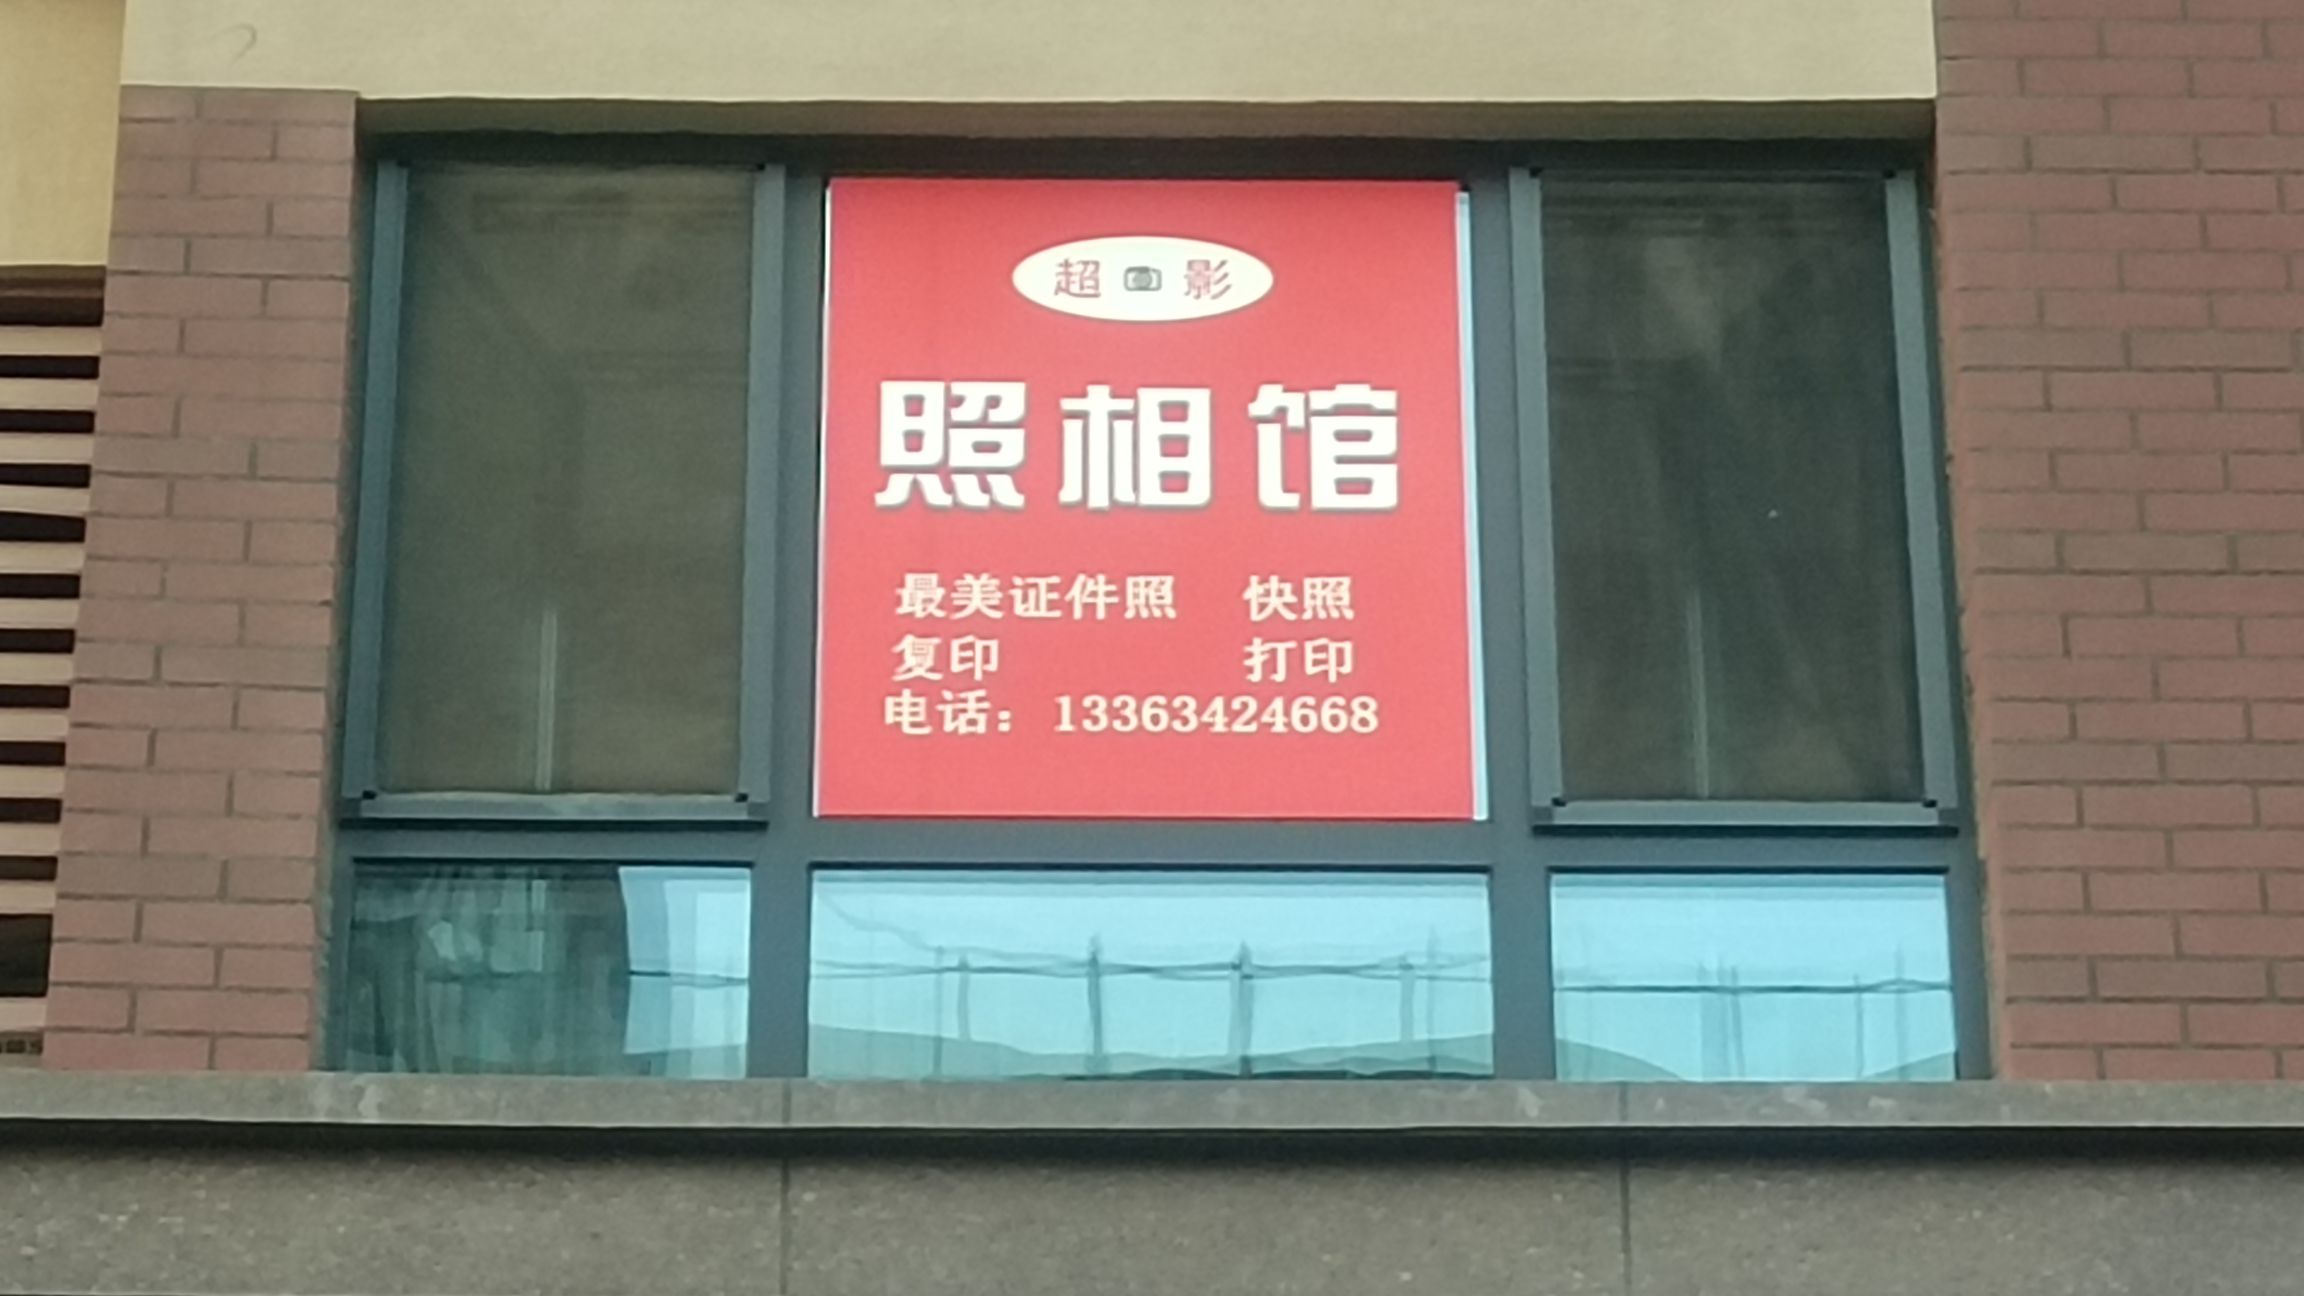 超影
照相馆
最美证件照 快照
复印 打印
电话：13363424668